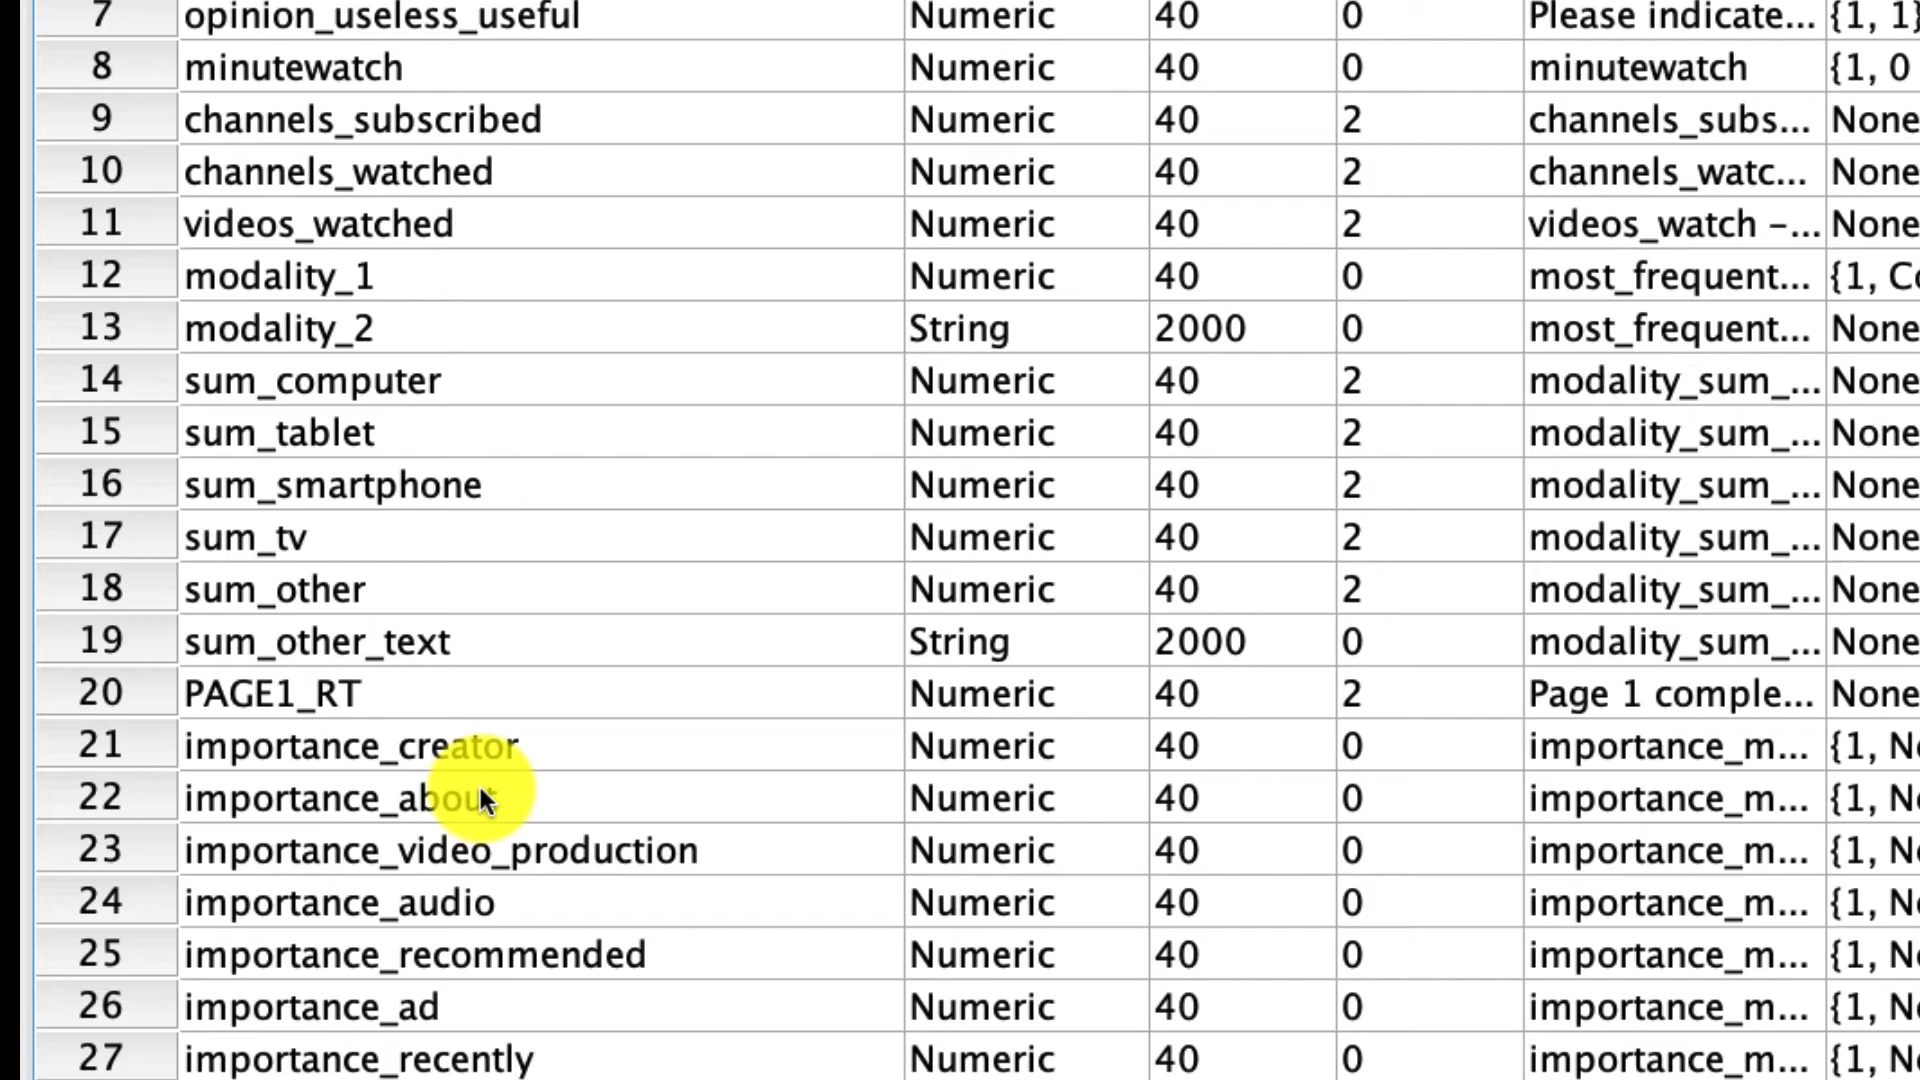 7 opinion_useless_useful Numeric 40 0 Please indicate... {1, 1}
8 minutewatch Numeric 40 0 minutewatch {1, 0
9 channels_subscribed Numeric 40 2 channels_subs... None
10 channels_watched Numeric 40 2 channels_watc... None
11 videos_watched Numeric 40 2 videos_watch –... None
12 modality_1 Numeric 40 0 most_frequent... {1, Co
13 modality_2 String 2000 0 most_frequent... None
14 sum_computer Numeric 40 2 modality_sum_... None
15 sum_tablet Numeric 40 2 modality_sum_... None
16 sum_smartphone Numeric 40 2 modality_sum_... None
17 sum_tv Numeric 40 2 modality_sum_... None
18 sum_other Numeric 40 2 modality_sum_... None
19 sum_other_text String 2000 0 modality_sum_... None
20 PAGE1_RT Numeric 40 2 Page 1 comple... None
21 importance_creator Numeric 40 0 importance_m... {1, No
22 importance_about Numeric 40 0 importance_m... {1, No
23 importance_video_production Numeric 40 0 importance_m... {1, No
24 importance_audio Numeric 40 0 importance_m... {1, No
25 importance_recommended Numeric 40 0 importance_m... {1, No
26 importance_ad Numeric 40 0 importance_m... {1, No
27 importance_recently Numeric 40 0 importance_m... {1, No